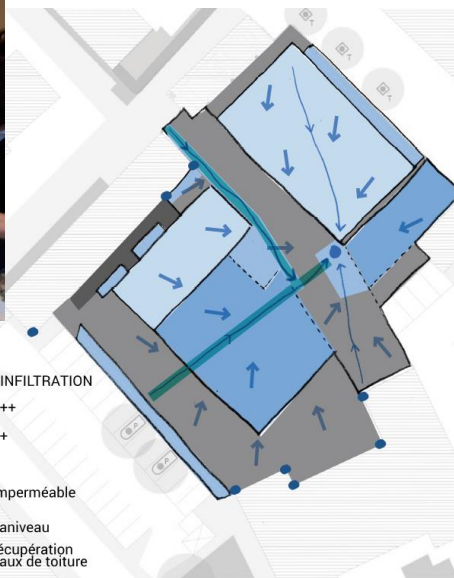 INFILTRATION
++
+
mperméable
aniveau
écupération
aux de toiture